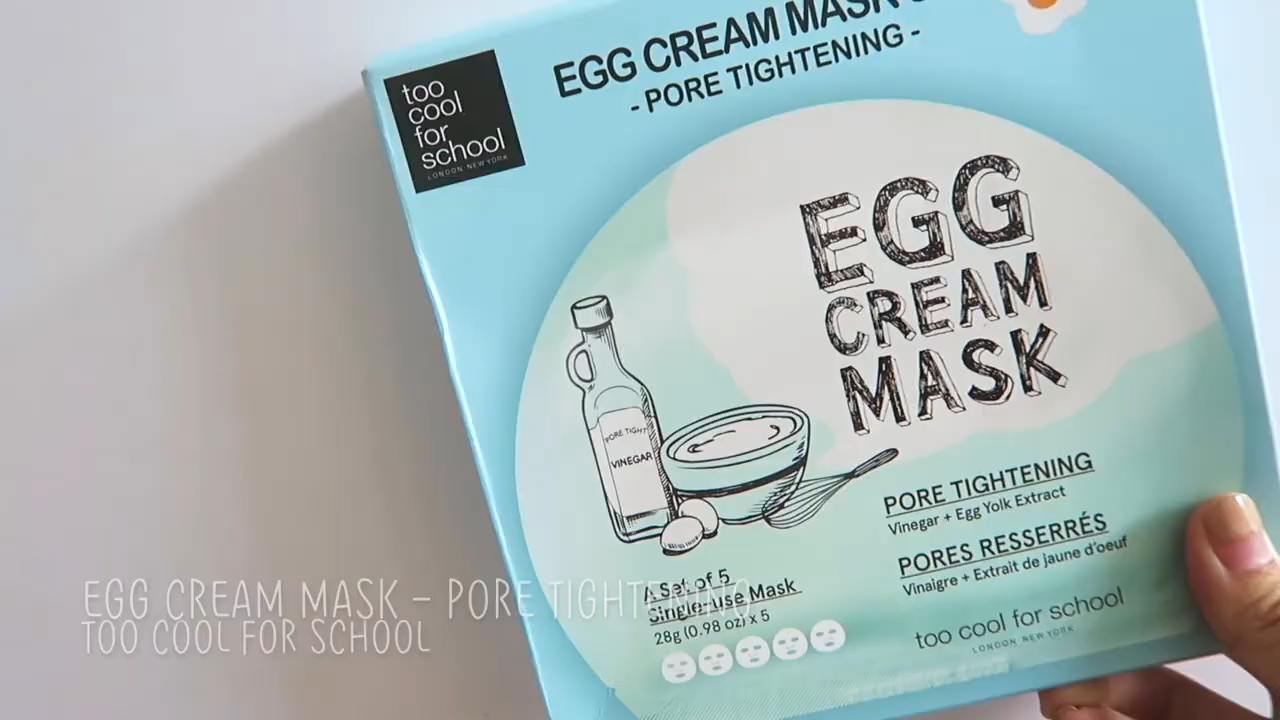 EGG CREAM MASK
- PORE TIGHTENING -
too
cool
for
school
LONDON NEW YORK
EGG
CREAM
MASK
PORE TIGHT
VINEGAR
PORE TIGHTENING
Vinegar + Egg Yolk Extract
PORES RESSERRÉS
Vinaigre + Extrait de jaune d'oeuf
A Set of 5
Single-use Mask
28g (0.98 oz) x 5
too cool for school
LONDON NEW YORK
EGG CREAM MASK - PORE TIGHTENING
TOO COOL FOR SCHOOL